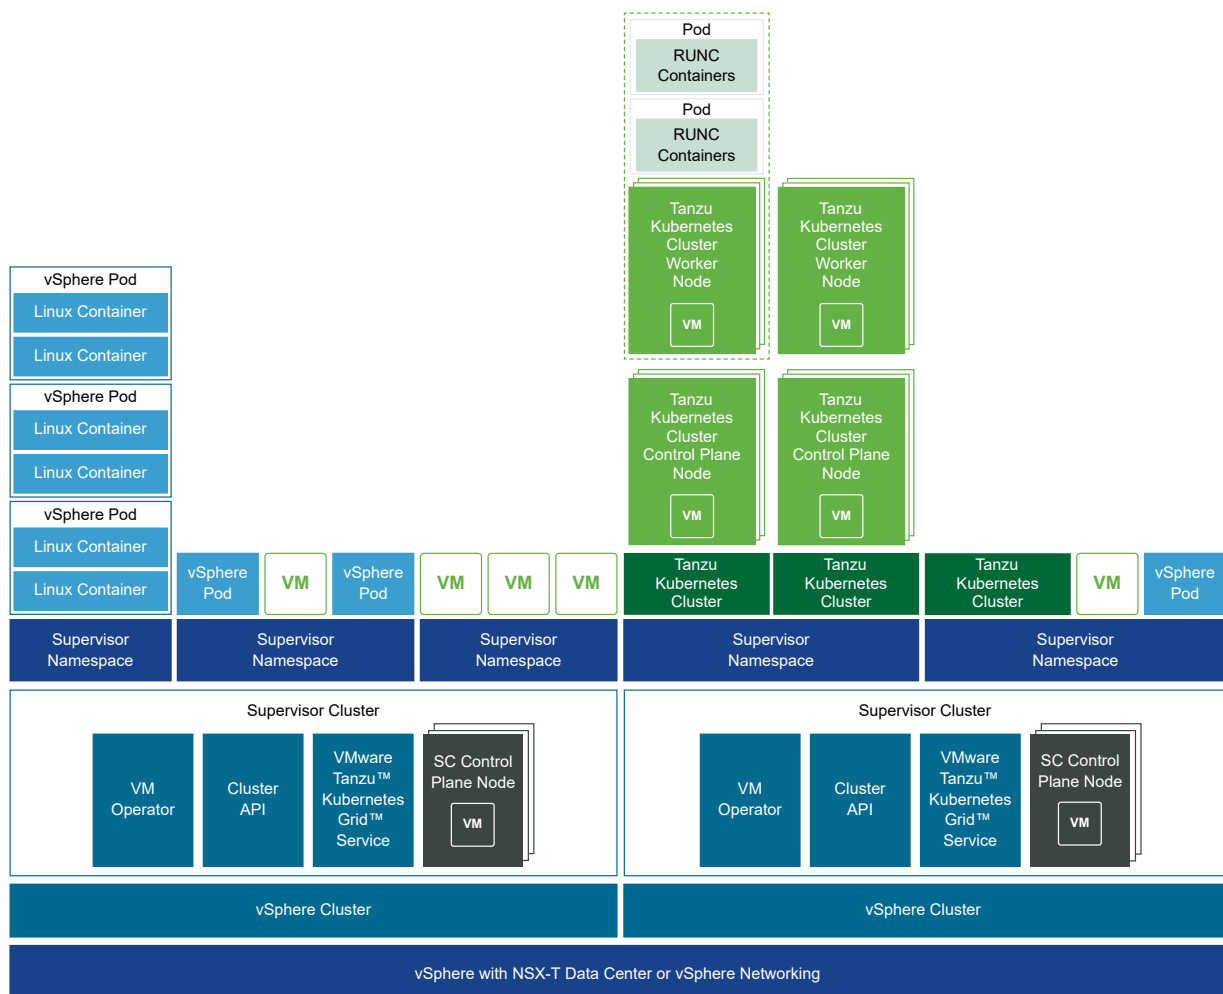 Pod
RUNC
Containers
Pod
RUNC
Containers
Tanzu
Kubernetes
Cluster
Worker
Node
VM
Tanzu
Kubernetes
Cluster
Worker
Node
VM
vSphere Pod
Linux Container
Linux Container
vSphere Pod
Linux Container
Linux Container
vSphere Pod
Linux Container
Linux Container
Tanzu
Kubernetes
Cluster
Control Plane
Node
VM
Tanzu
Kubernetes
Cluster
Control Plane
Node
VM
vSphere
Pod
VM
vSphere
Pod
VM
VM
VM
Tanzu
Kubernetes
Cluster
Tanzu
Kubernetes
Cluster
Tanzu
Kubernetes
Cluster
VM
vSphere
Pod
Supervisor
Namespace
Supervisor
Namespace
Supervisor
Namespace
Supervisor
Namespace
Supervisor
Namespace
Supervisor Cluster
VM
Operator
Cluster
API
VMware
Tanzu™
Kubernetes
Grid™
Service
SC Control
Plane Node
VM
Supervisor Cluster
VM
Operator
Cluster
API
VMware
Tanzu™
Kubernetes
Grid™
Service
SC Control
Plane Node
VM
vSphere Cluster
vSphere Cluster
vSphere with NSX-T Data Center or vSphere Networking